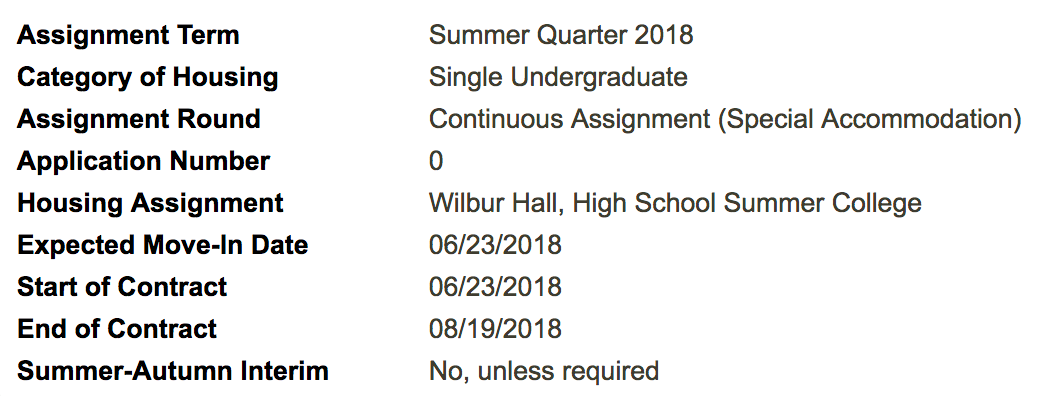 Assignment Term Summer Quarter 2018
Category of Housing Single Undergraduate
Assignment Round Continuous Assignment (Special Accommodation)
Application Number 0
Housing Assignment Wilbur Hall, High School Summer College
Expected Move-In Date 06/23/2018
Start of Contract 06/23/2018
End of Contract 08/19/2018
Summer-Autumn Interim No, unless required